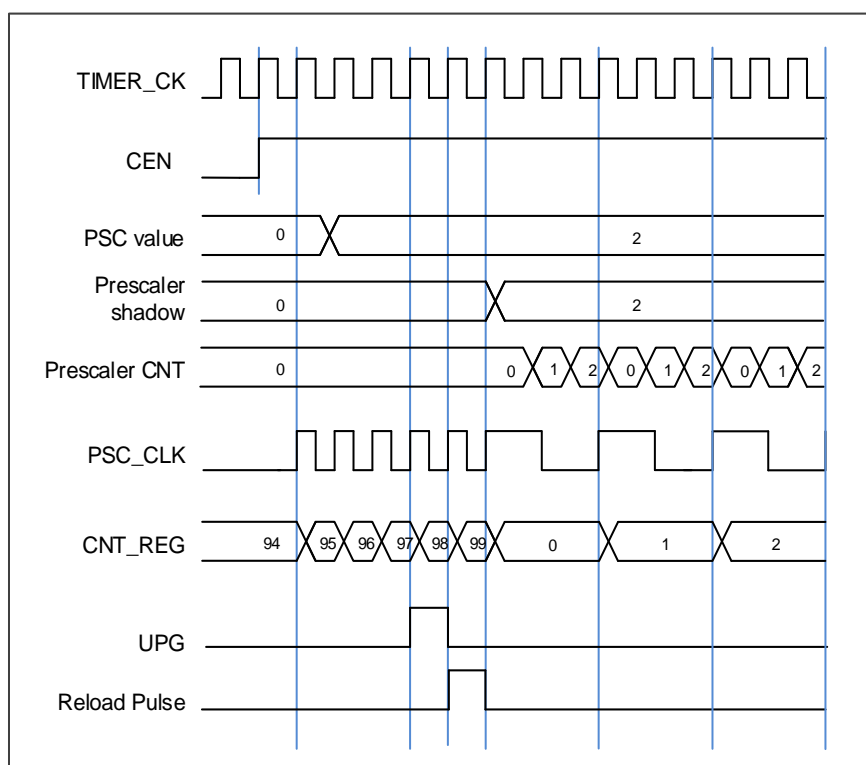 TIMER_CK
CEN
PSC value 0 2
Prescaler
shadow 0 2
Prescaler CNT 0 0 1 2 0 1 2 0 1 2
PSC_CLK
CNT_REG 94 95 96 97 98 99 0 1 2
UPG
Reload Pulse